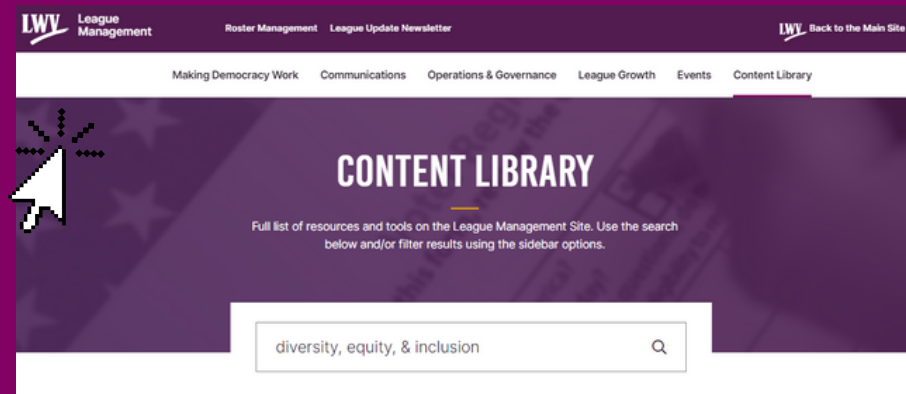 LWV League Management
Roster Management League Update Newsletter
LWV Back to the Main Site
Making Democracy Work Communications Operations & Governance League Growth Events Content Library
CONTENT LIBRARY
Full list of resources and tools on the League Management Site. Use the search
below and/or filter results using the sidebar options.
diversity, equity, & inclusion